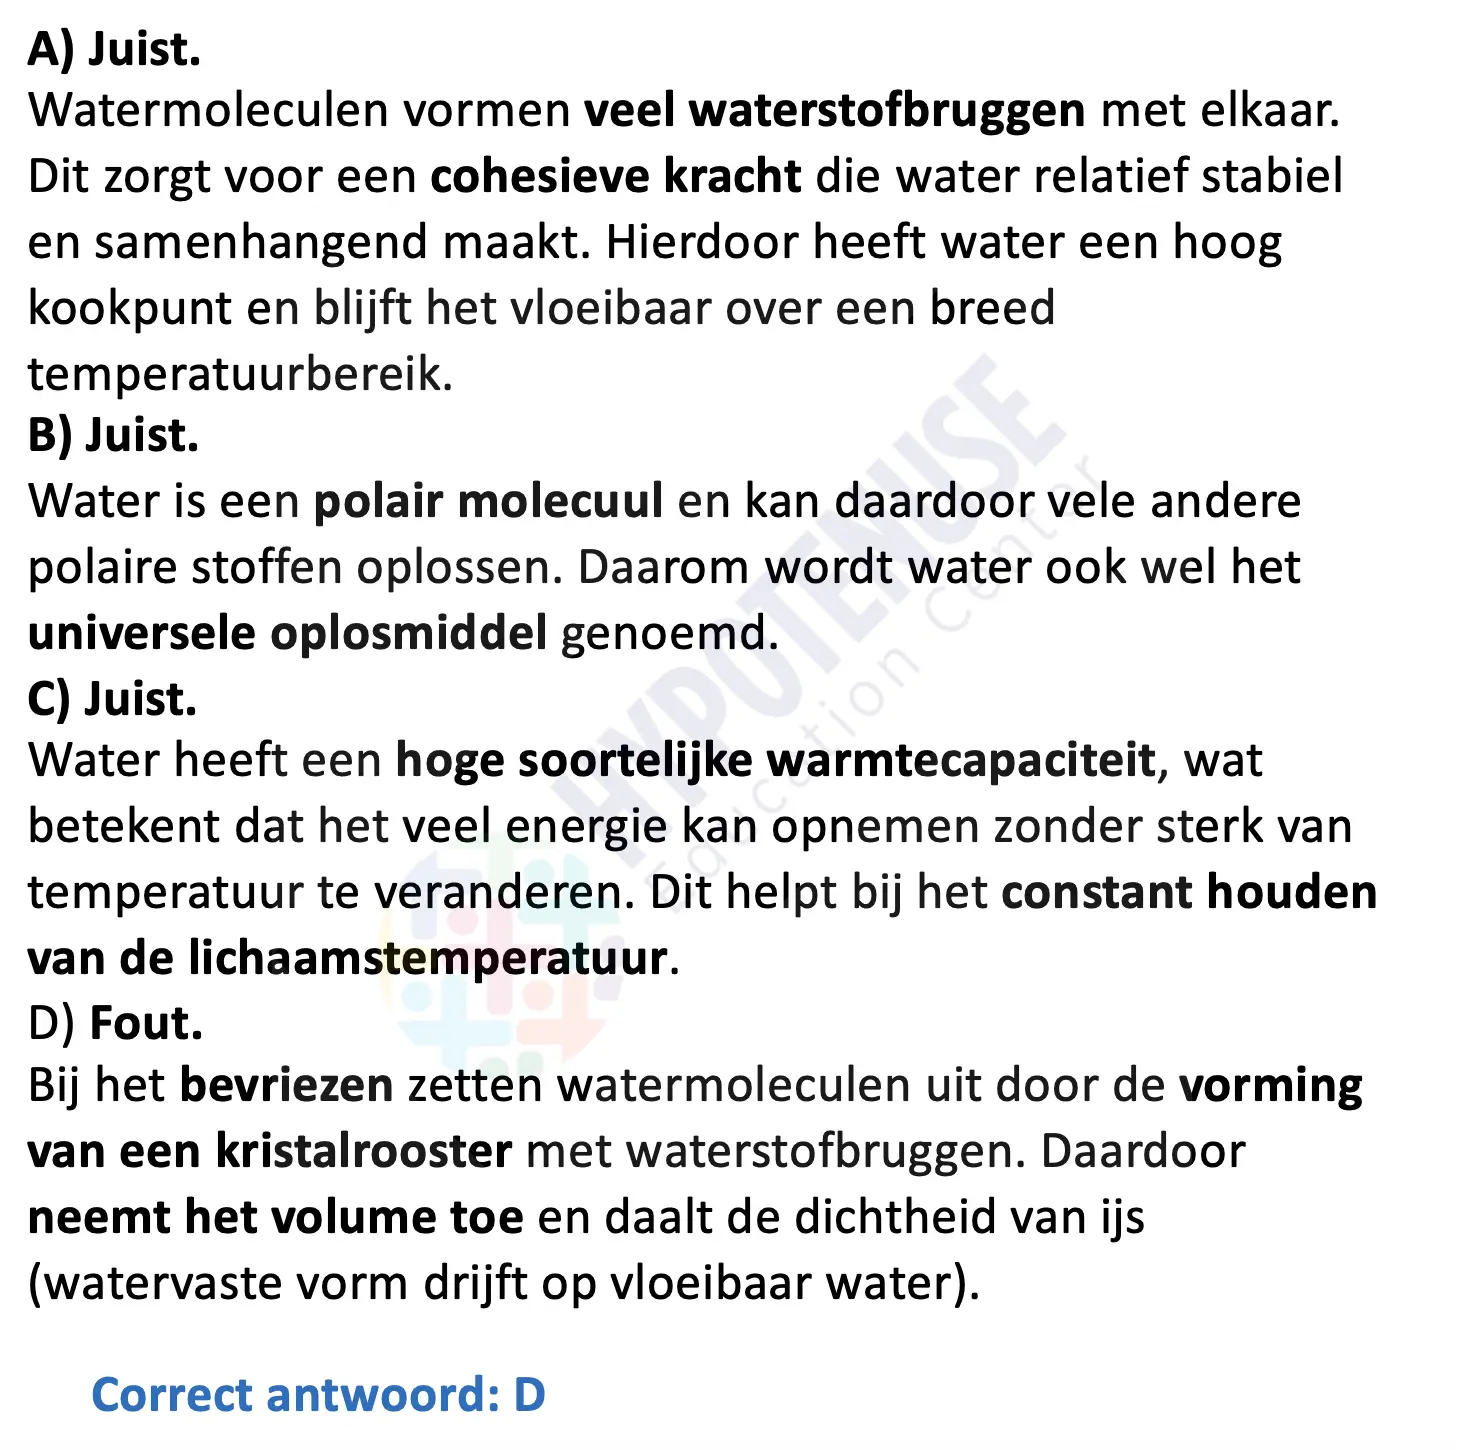 A) Juist.
Watermoleculen vormen veel waterstofbruggen met elkaar.
Dit zorgt voor een cohesieve kracht die water relatief stabiel
en samenhangend maakt. Hierdoor heeft water een hoog
kookpunt en blijft het vloeibaar over een breed
temperatuurbereik.
B) Juist.
Water is een polair molecuul en kan daardoor vele andere
polaire stoffen oplossen. Daarom wordt water ook wel het
universele oplosmiddel genoemd.
C) Juist.
Water heeft een hoge soortelijke warmtecapaciteit, wat
betekent dat het veel energie kan opnemen zonder sterk van
temperatuur te veranderen. Dit helpt bij het constant houden
van de lichaamstemperatuur.
D) Fout.
Bij het bevriezen zetten watermoleculen uit door de vorming
van een kristalrooster met waterstofbruggen. Daardoor
neemt het volume toe en daalt de dichtheid van ijs
(watervaste vorm drijft op vloeibaar water).
Correct antwoord: D
HYPOTENUSE
Education Center